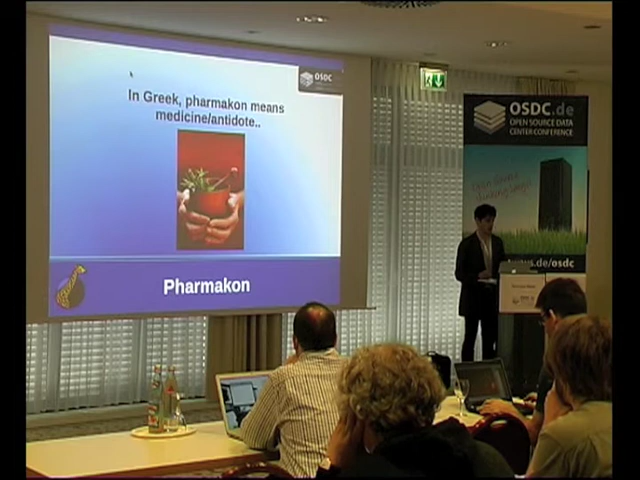 OSDC
In Greek, pharmakon means
medicine/antidote..
Pharmakon
OSDC.de
OPEN SOURCE DATA
CENTER CONFERENCE
.de/osdc